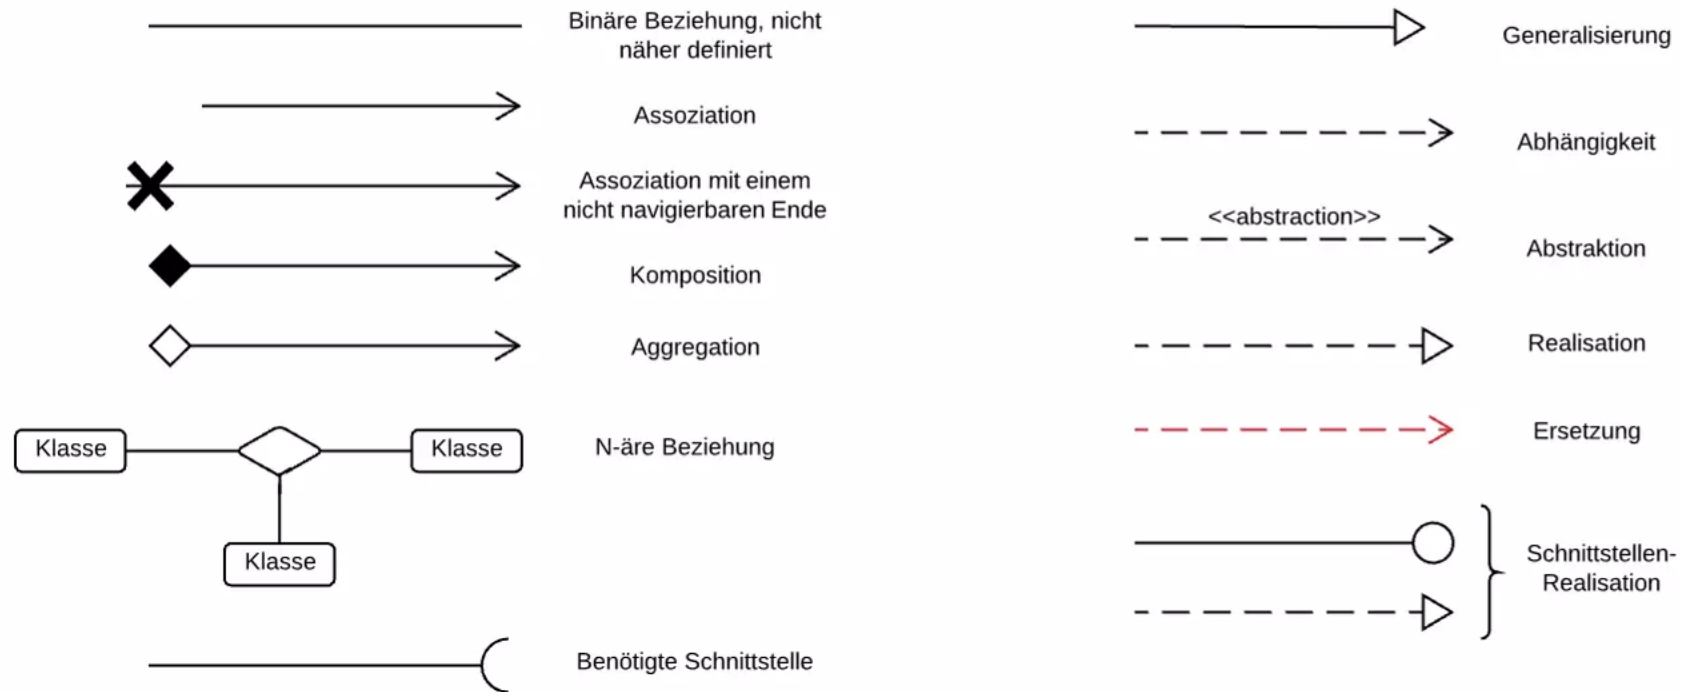 Binäre Beziehung, nicht
näher definiert
Assoziation
Assoziation mit einem
nicht navigierbaren Ende
Komposition
Aggregation
Klasse
Klasse
N-äre Beziehung
Klasse
Benötigte Schnittstelle
Generalisierung
Abhängigkeit
<<abstraction>>
Abstraktion
Realisation
Ersetzung
Schnittstellen-
Realisation